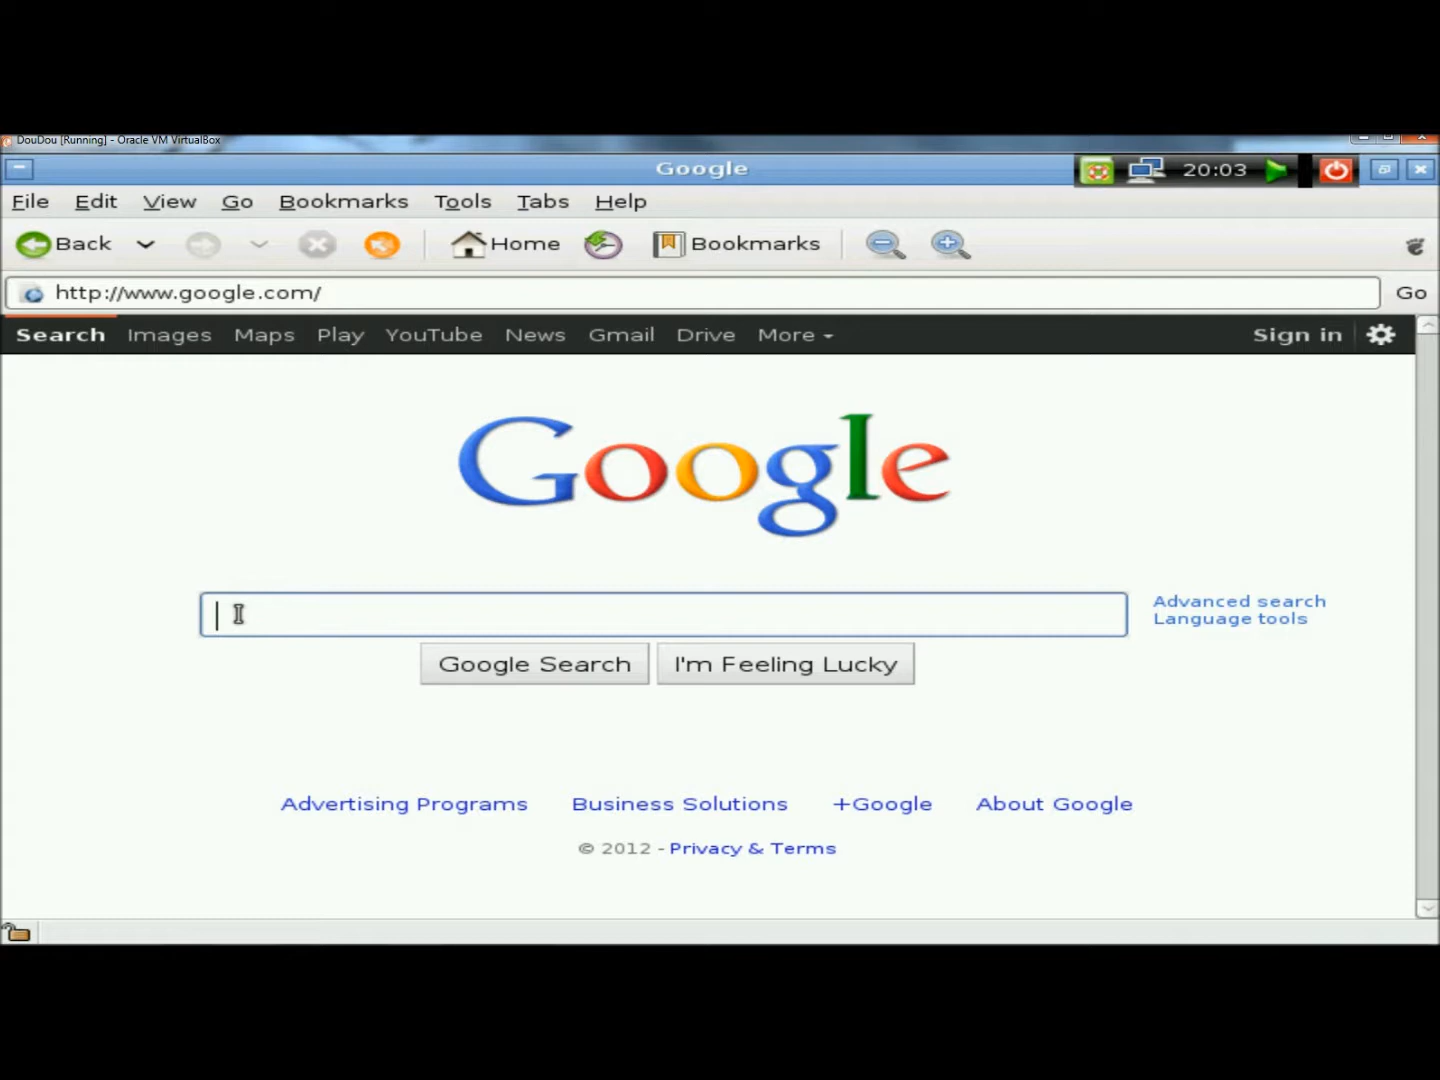 DouDou [Running] - Oracle VM VirtualBox
Google 20:03
File Edit View Go Bookmarks Tools Tabs Help
Back Home Bookmarks
http://www.google.com/ Go
Search Images Maps Play YouTube News Gmail Drive More Sign in
Google
Advanced search
Language tools
Google Search I'm Feeling Lucky
Advertising Programs Business Solutions +Google About Google
© 2012 - Privacy & Terms